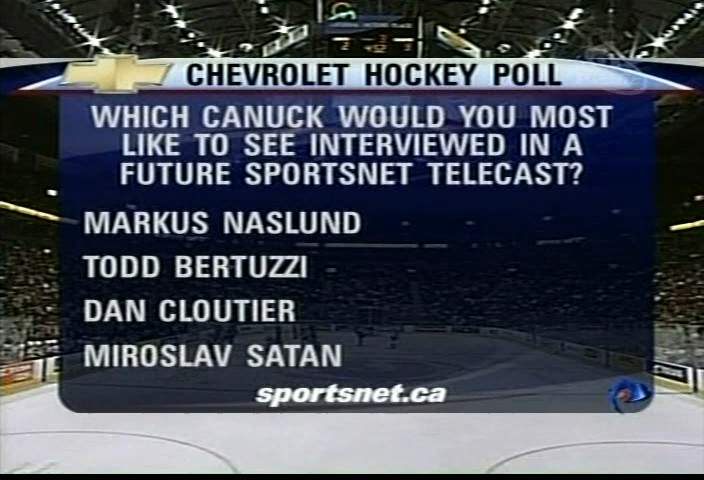 CHEVROLET HOCKEY POLL
WHICH CANUCK WOULD YOU MOST
LIKE TO SEE INTERVIEWED IN A
FUTURE SPORTSNET TELECAST?
MARKUS NASLUND
TODD BERTUZZI
DAN CLOUTIER
MIROSLAV SATAN
sportsnet.ca